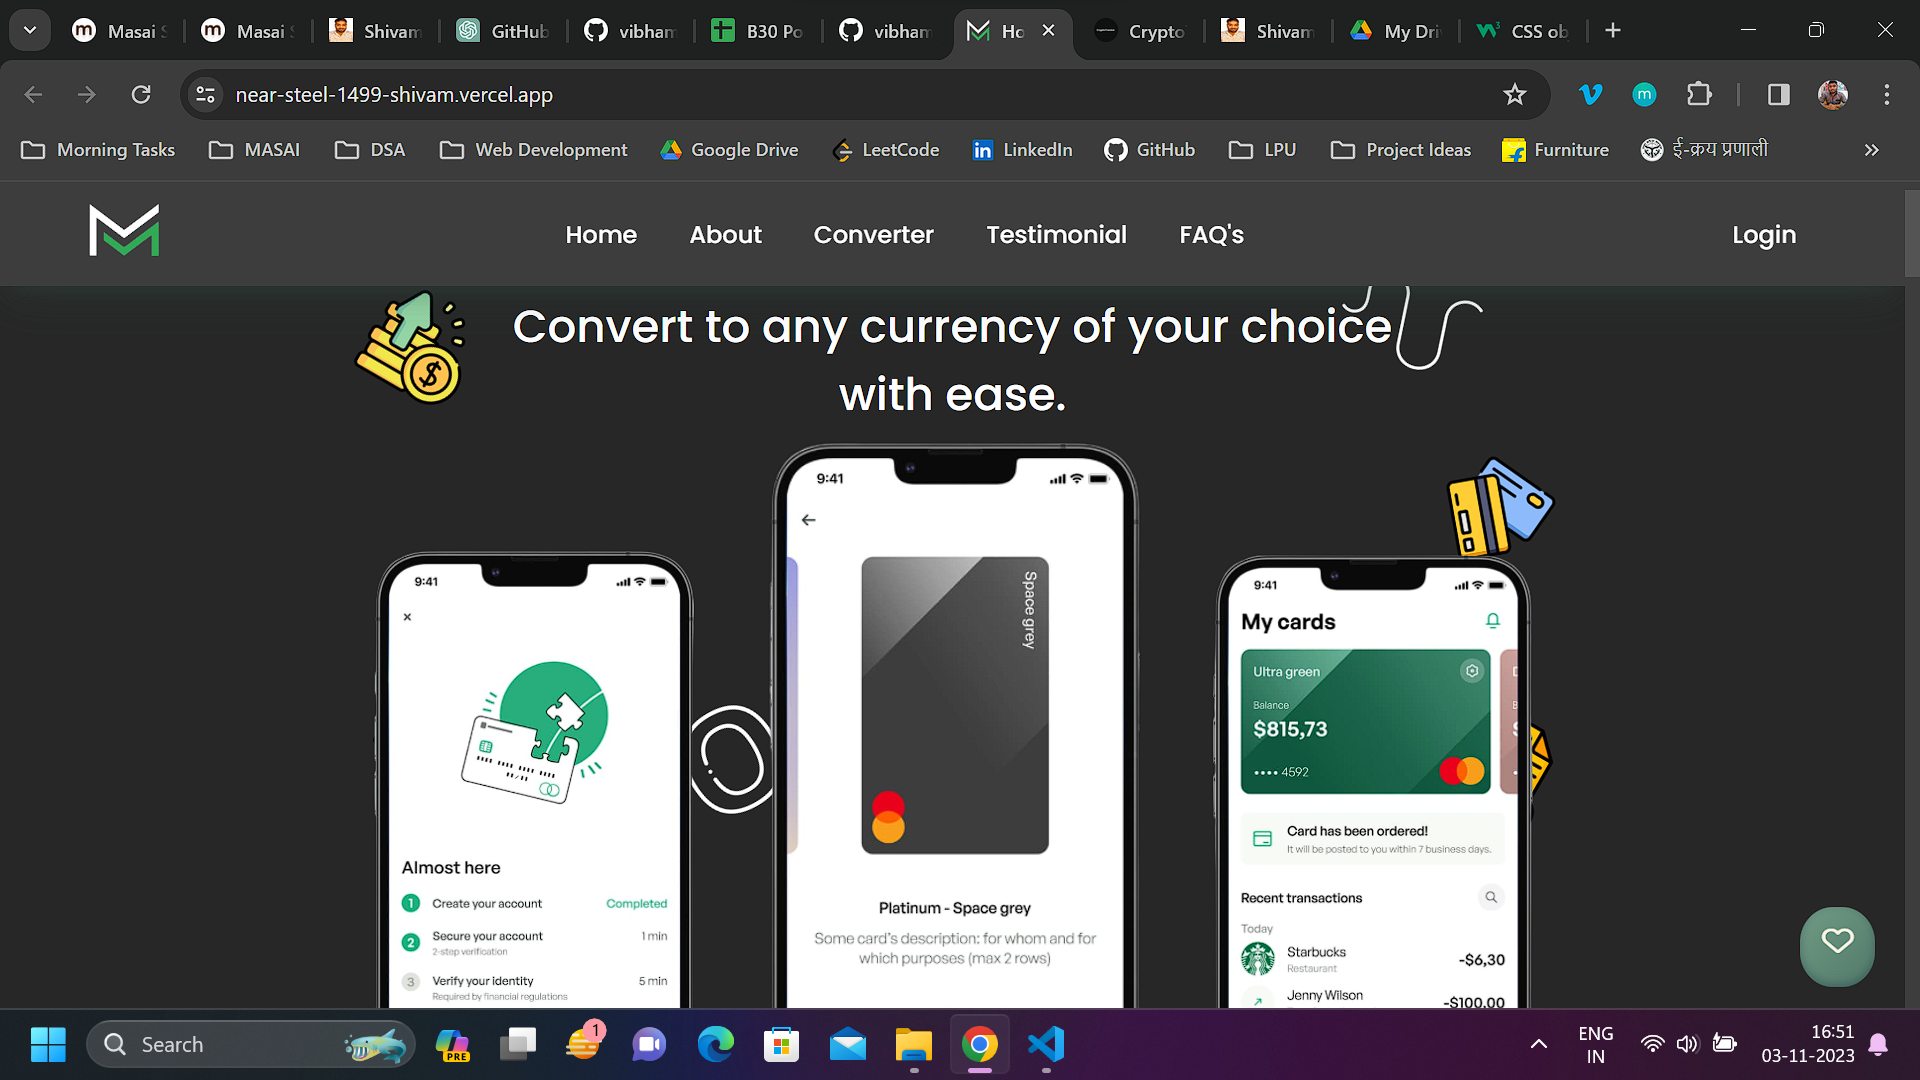 Masai S
Masai S
Shivam
GitHub
vibham
B30 Po
vibham
Ho
Crypto
Shivam
My Dri
CSS ob
near-steel-1499-shivam.vercel.app
m
Morning Tasks
MASAI
DSA
Web Development
Google Drive
LeetCode
LinkedIn
GitHub
LPU
Project Ideas
Furniture
ई-क्रय प्रणाली
Home
About
Converter
Testimonial
FAQ's
Login
Convert to any currency of your choice
with ease.
9:41
Space grey
Platinum - Space grey
Some card's description: for whom and for
which purposes (max 2 rows)
9:41
Almost here
1 Create your account Completed
2 Secure your account 1 min
2-step verification
3 Verify your identity 5 min
Required by financial regulations
9:41
My cards
Ultra green
Balance
$815,73
•••• 4592
Card has been ordered!
It will be posted to you within 7 business days.
Recent transactions
Today
Starbucks -$6,30
Restaurant
Jenny Wilson -$100,00
Search
PRE
1
ENG
IN
16:51
03-11-2023